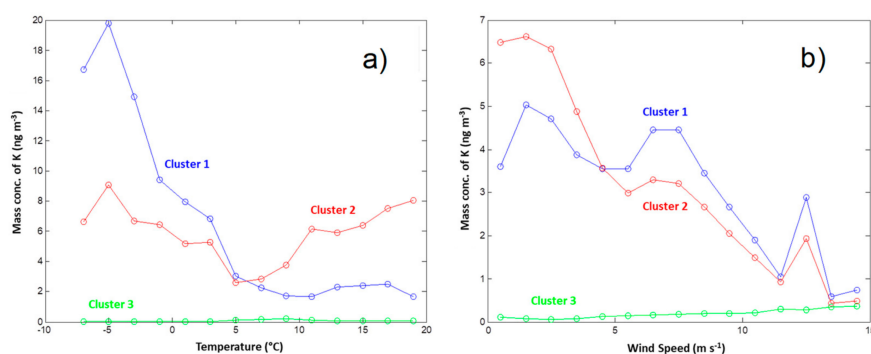 a)
Mass conc. of K (ng m-3)
20
18
16
14
12
10
8
6
4
2
0
Cluster 1
Cluster 2
Cluster 3
-10 -5 0 5 10 15 20
Temperature (°C)
b)
Mass conc. of K (ng m-3)
7
6
5
4
3
2
1
0
Cluster 1
Cluster 2
Cluster 3
0 5 10 15
Wind Speed (m s-1)